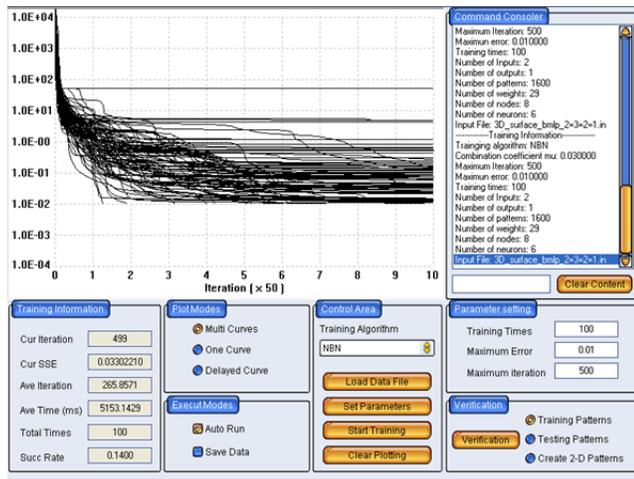 1.0E+04
1.0E+03
1.0E+02
1.0E+01
1.0E-00
1.0E-01
1.0E-02
1.0E-03
1.0E-04
0 1 2 3 4 5 6 7 8 9 10
Iteration ( × 50 )
Command Consoler
Maximum Iteration: 500
Maximun error: 0.010000
Training times: 100
Number of Inputs: 2
Number of outputs: 1
Number of patterns: 1600
Number of weights: 29
Number of nodes: 8
Number of neurons: 6
Input File: 3D_surface_bmlp_2=3=2=1.in
------------Training Information------------
Trainging algorithm: NBN
Combination coefficient mu: 0.030000
Maximum Iteration: 500
Maximun error: 0.010000
Training times: 100
Number of Inputs: 2
Number of outputs: 1
Number of patterns: 1600
Number of weights: 29
Number of nodes: 8
Number of neurons: 6
Input File: 3D_surface_bmlp_2=3=2=1.in
Clear Content
Training Information
Cur Iteration 499
Cur SSE 0.03302210
Ave Iteration 265.8571
Ave Time (ms) 5153.1429
Total Times 100
Succ Rate 0.1400
PlotModes
Multi Curves
One Curve
Delayed Curve
ExecutModes
Auto Run
Save Data
Control Area
Training Algorithm
NBN
Load Data File
Set Parameters
Start Training
Clear Plotting
Parameter setting
Training Times 100
Maximum Error 0.01
Maximum iteration 500
Verification
Verification
Training Patterns
Testing Patterns
Create 2-D Patterns